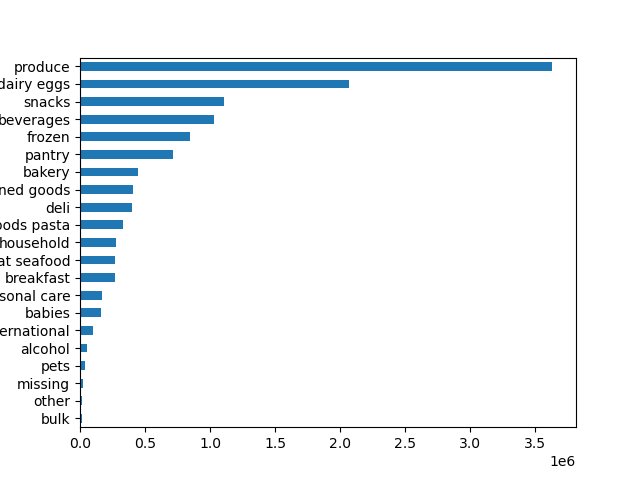 produce
dairy eggs
snacks
beverages
frozen
pantry
bakery
ned goods
deli
oods pasta
household
at seafood
breakfast
sonal care
babies
ernational
alcohol
pets
missing
other
bulk
0.0 0.5 1.0 1.5 2.0 2.5 3.0 3.5
1e6